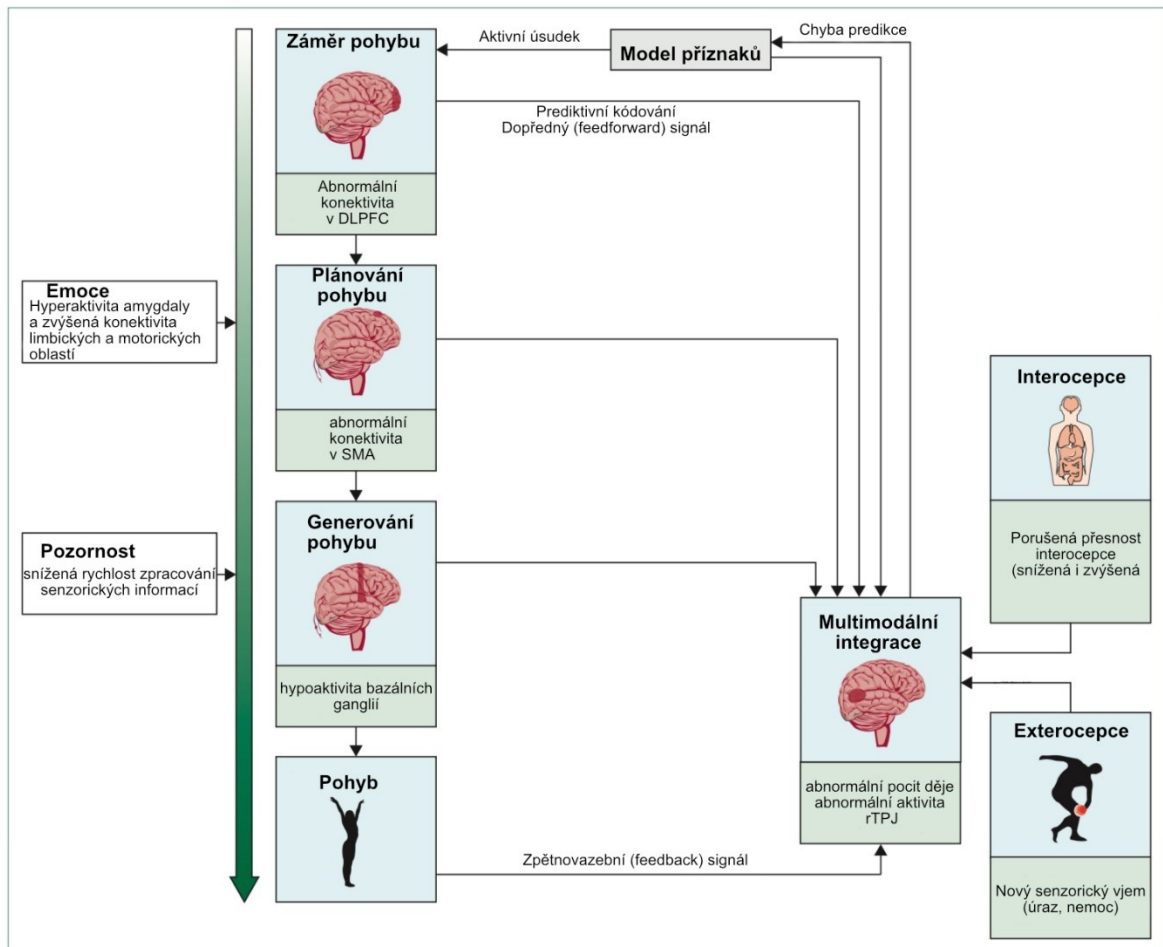 Záměr pohybu
Abnormální
konektivita
v DLPFC
Aktivní úsudek
Model příznaků
Chyba predikce
Prediktivní kódování
Dopředný (feedforward) signál
Plánování
pohybu
abnormální
konektivita
v SMA
Emoce
Hyperaktivita amygdaly
a zvýšená konektivita
limbických a motorických
oblastí
Generování
pohybu
hypoaktivita bazálních
ganglií
Pozornost
snížená rychlost zpracování
senzorických informací
Pohyb
Zpětnovazební (feedback) signál
Multimodální
integrace
abnormální pocit děje
abnormální aktivita
rTPJ
Interocepce
Porušená přesnost
interocepce
(snížená i zvýšená
Exterocepce
Nový senzorický vjem
(úraz, nemoc)